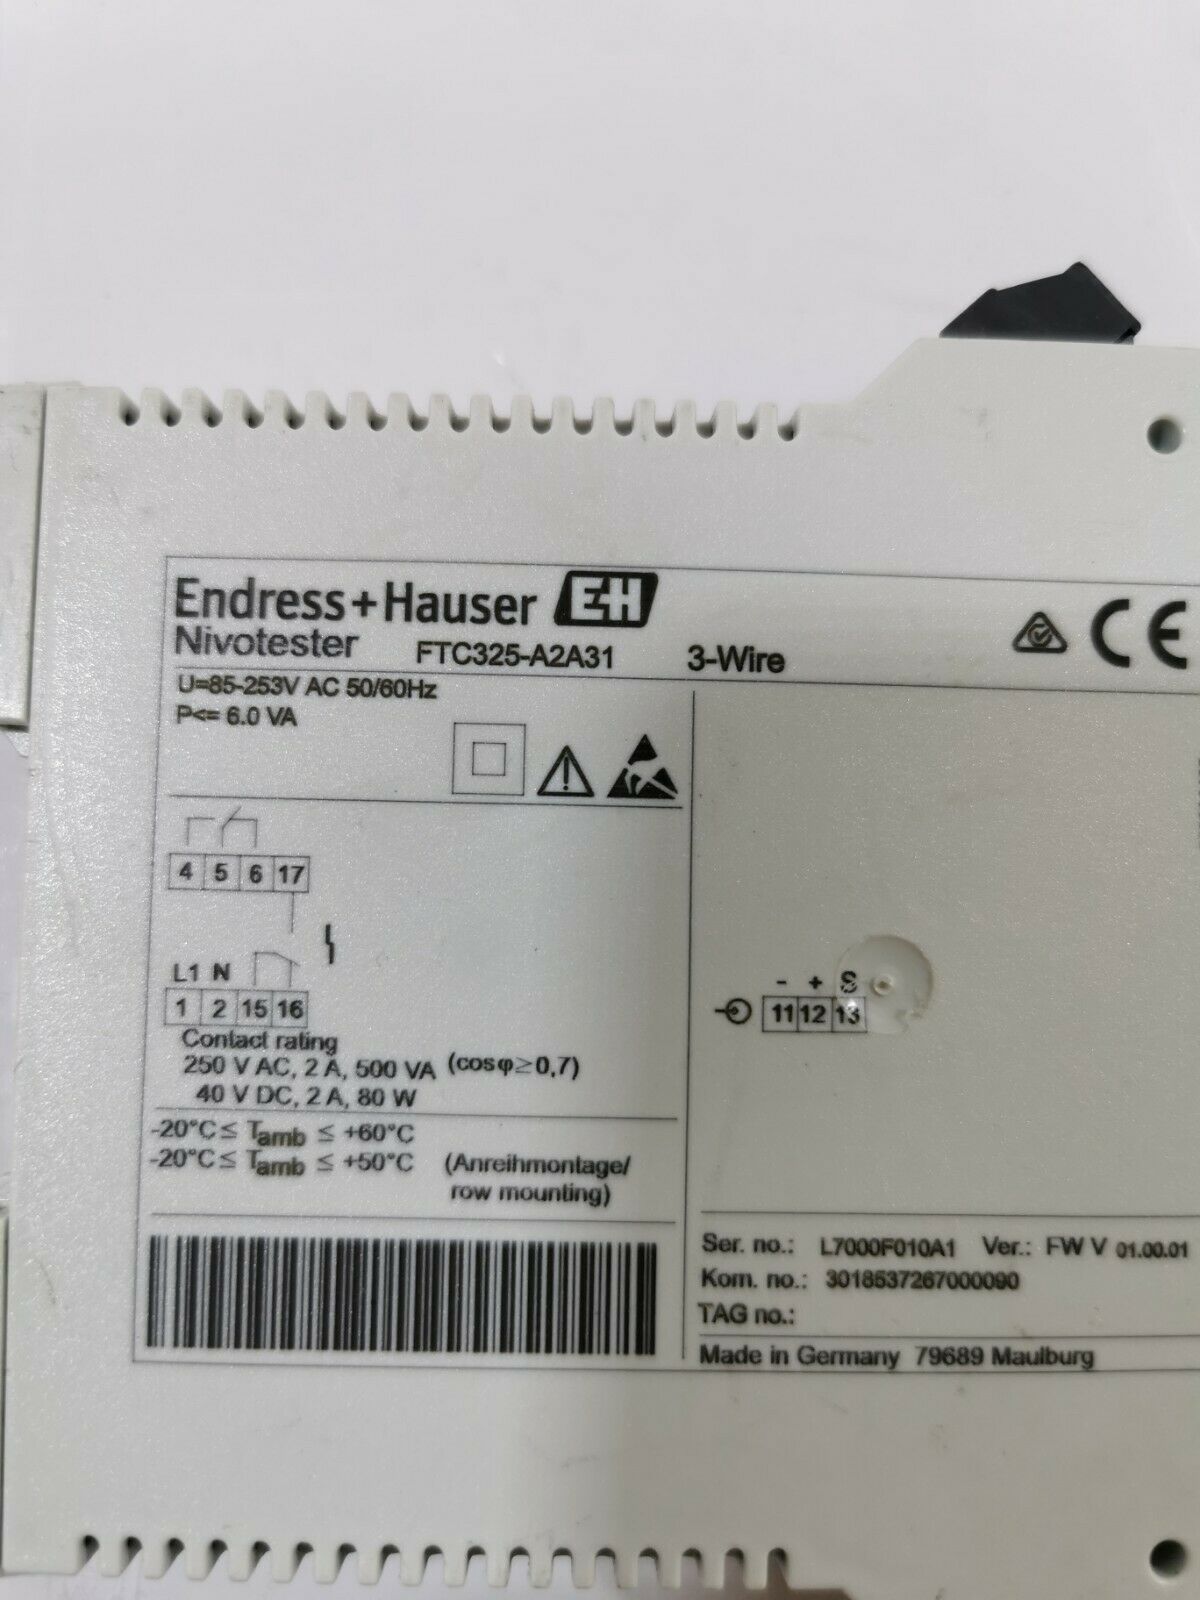 Endress+Hauser EH
Nivotester FTC325-A2A31 3-Wire CE
U=85-253V AC 50/60Hz
P<= 6.0 VA
4 5 6 17
L1 N
1 2 15 16
Contact rating
250 V AC, 2 A, 500 VA (cosφ≥0,7)
40 V DC, 2 A, 80 W
-20°C≤ Tamb ≤ +60°C
-20°C≤ Tamb ≤ +50°C (Anreihmontage/
row mounting)
- + S
11 12 13
Ser. no.: L7000F010A1 Ver.: FW V 01.00.01
Kom. no.: 3018537267000090
TAG no.:
Made in Germany 79689 Maulburg